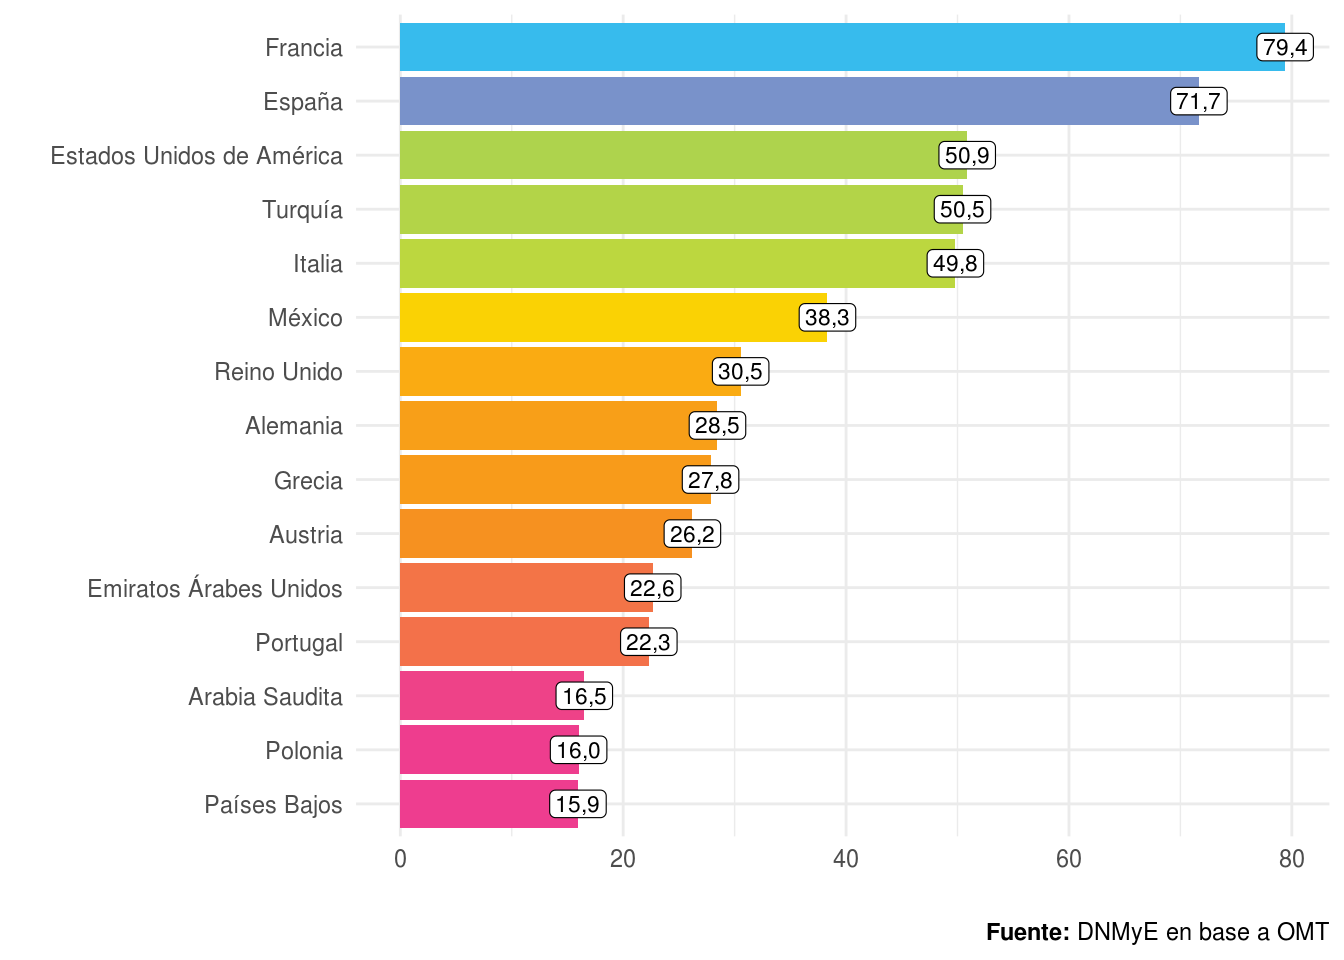 Francia 79,4
España 71,7
Estados Unidos de América 50,9
Turquía 50,5
Italia 49,8
México 38,3
Reino Unido 30,5
Alemania 28,5
Grecia 27,8
Austria 26,2
Emiratos Árabes Unidos 22,6
Portugal 22,3
Arabia Saudita 16,5
Polonia 16,0
Países Bajos 15,9
0 20 40 60 80
Fuente: DNMyE en base a OMT